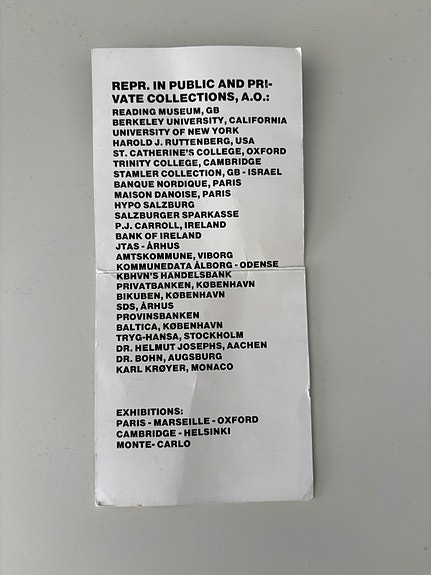 REPR. IN PUBLIC AND PRI-
VATE COLLECTIONS, A.O.:
READING MUSEUM, GB
BERKELEY UNIVERSITY, CALIFORNIA
UNIVERSITY OF NEW YORK
HAROLD J. RUTTENBERG, USA
ST. CATHERINE'S COLLEGE, OXFORD
TRINITY COLLEGE, CAMBRIDGE
STAMLER COLLECTION, GB - ISRAEL
BANQUE NORDIQUE, PARIS
MAISON DANOISE, PARIS
HYPO SALZBURG
SALZBURGER SPARKASSE
P.J. CARROLL, IRELAND
BANK OF IRELAND
JTAS - ÅRHUS
AMTSKOMMUNE, VIBORG
KOMMUNEDATA ÅLBORG - ODENSE
KBHVN'S HANDELSBANK
PRIVATBANKEN, KØBENHAVN
BIKUBEN, KØBENHAVN
SDS, ÅRHUS
PROVINSBANKEN
BALTICA, KØBENHAVN
TRYG-HANSA, STOCKHOLM
DR. HELMUT JOSEPHS, AACHEN
DR. BOHN, AUGSBURG
KARL KRØYER, MONACO
EXHIBITIONS:
PARIS - MARSEILLE - OXFORD
CAMBRIDGE - HELSINKI
MONTE- CARLO